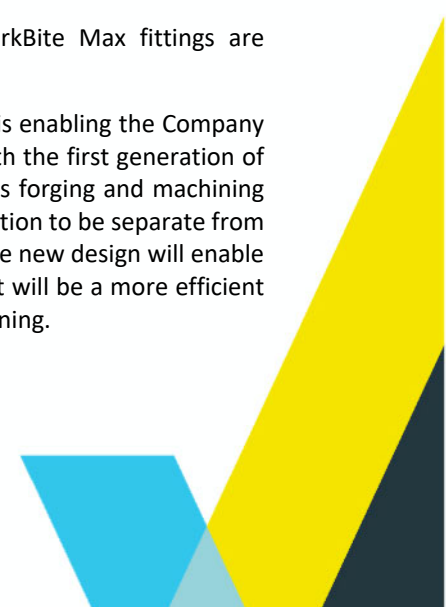 rkBite Max fittings are
is enabling the Company
th the first generation of
s forging and machining
tion to be separate from
e new design will enable
t will be a more efficient
ning.